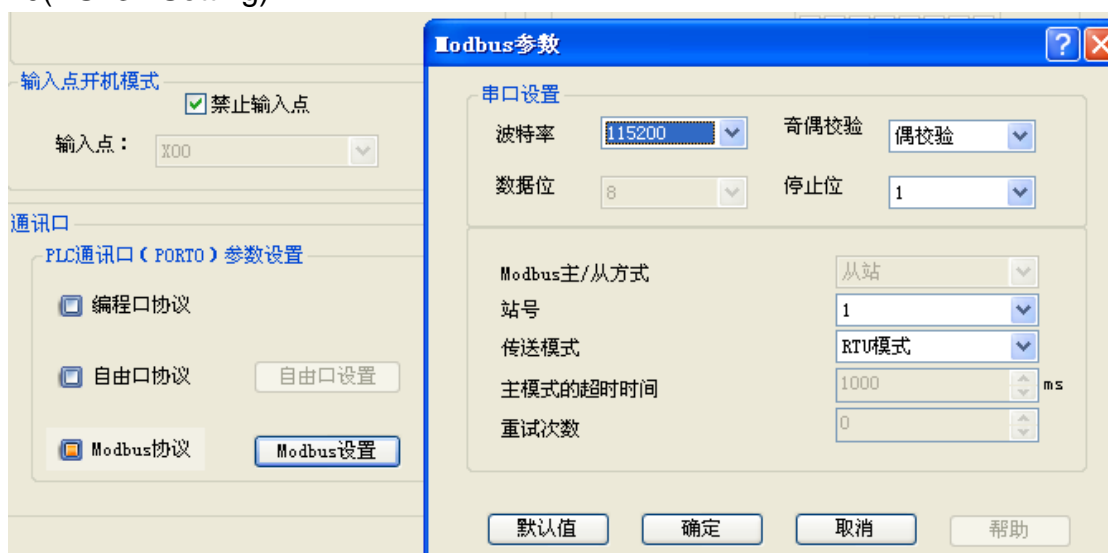 Modbus参数
输入点开机模式
禁止输入点
输入点：
X00
通讯口
PLC通讯口（PORT0）参数设置
编程口协议
自由口协议
自由口设置
Modbus协议
Modbus设置
串口设置
波特率
115200
奇偶校验
偶校验
数据位
8
停止位
1
Modbus主/从方式
从站
站号
1
传送模式
RTU模式
主模式的超时时间
1000
ms
重试次数
0
默认值
确定
取消
帮助